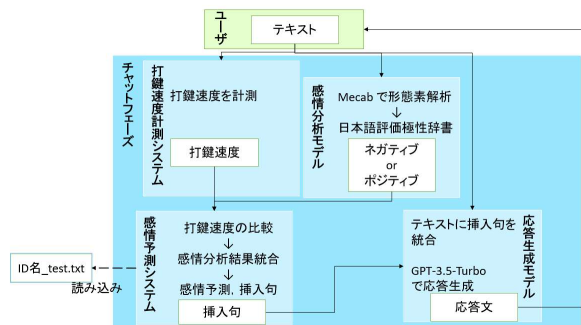 ユーザ
テキスト
チャットフェーズ
打鍵速度計測システム
打鍵速度を計測
打鍵速度
感情分析モデル
Mecabで形態素解析
↓
日本語評価極性辞書
ネガティブ
or
ポジティブ
感情予測システム
打鍵速度の比較
↓
感情分析結果統合
↓
感情予測，挿入句
挿入句
ID名_test.txt
読み込み
応答生成モデル
テキストに挿入句を
統合
GPT-3.5-Turbo
で応答生成
応答文